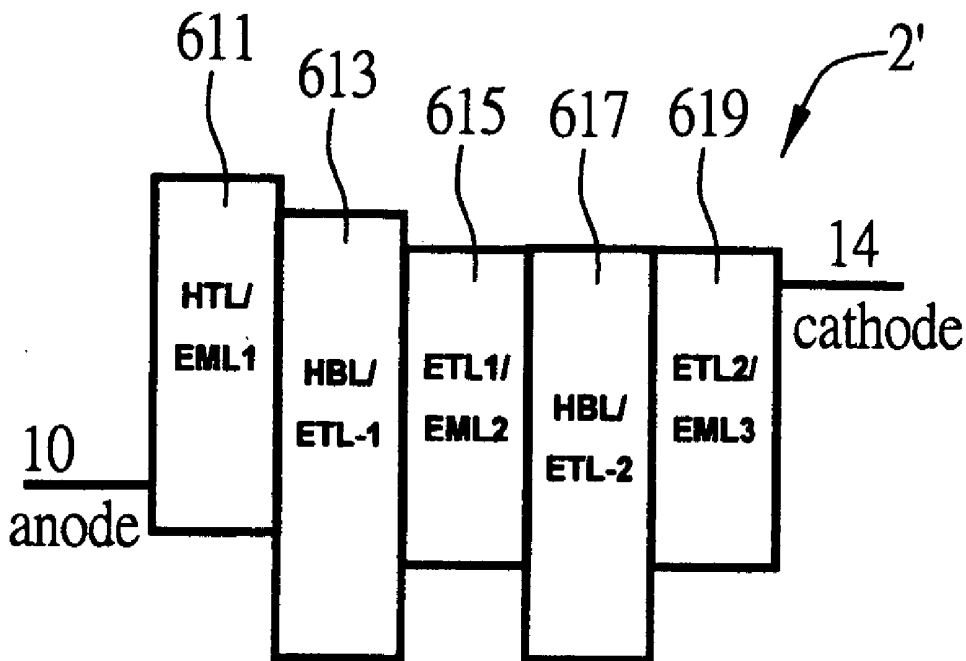 611
613
615
617
619
2'
HTL/
EML1
HBL/
ETL-1
ETL1/
EML2
HBL/
ETL-2
ETL2/
EML3
14
cathode
10
anode